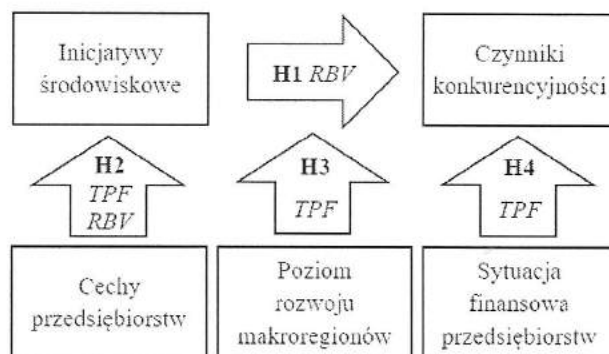 Inicjatywy
środowiskowe
H1 RBV
Czynniki
konkurencyjności
H2
TPF
RBV
H3
TPF
H4
TPF
Cechy
przedsiębiorstw
Poziom
rozwoju
makroregionów
Sytuacja
finansowa
przedsiębiorstw